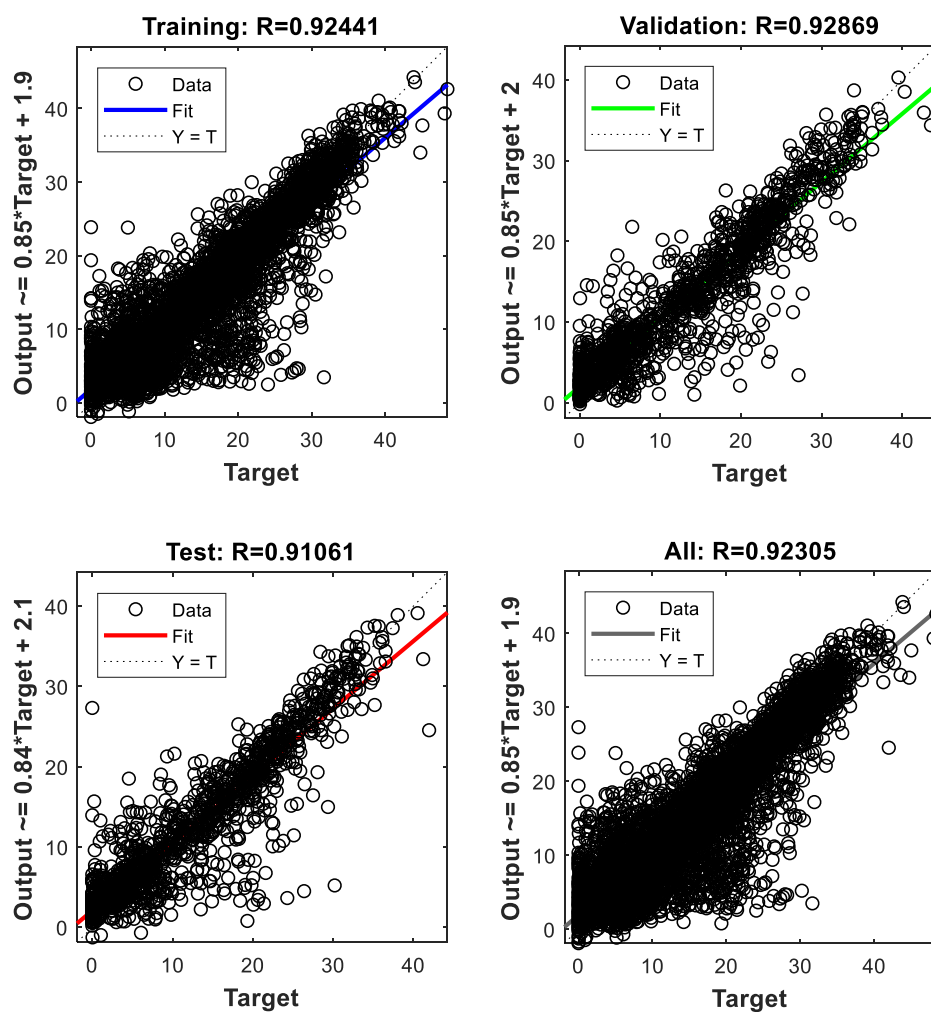 Training: R=0.92441
Output ~= 0.85*Target + 1.9
Data
Fit
Y = T
40
30
20
10
0
0 10 20 30 40
Target
Validation: R=0.92869
Output ~= 0.85*Target + 2
Data
Fit
Y = T
40
30
20
10
0
0 10 20 30 40
Target
Test: R=0.91061
Output ~= 0.84*Target + 2.1
Data
Fit
Y = T
40
30
20
10
0
0 10 20 30 40
Target
All: R=0.92305
Output ~= 0.85*Target + 1.9
Data
Fit
Y = T
40
30
20
10
0
0 10 20 30 40
Target